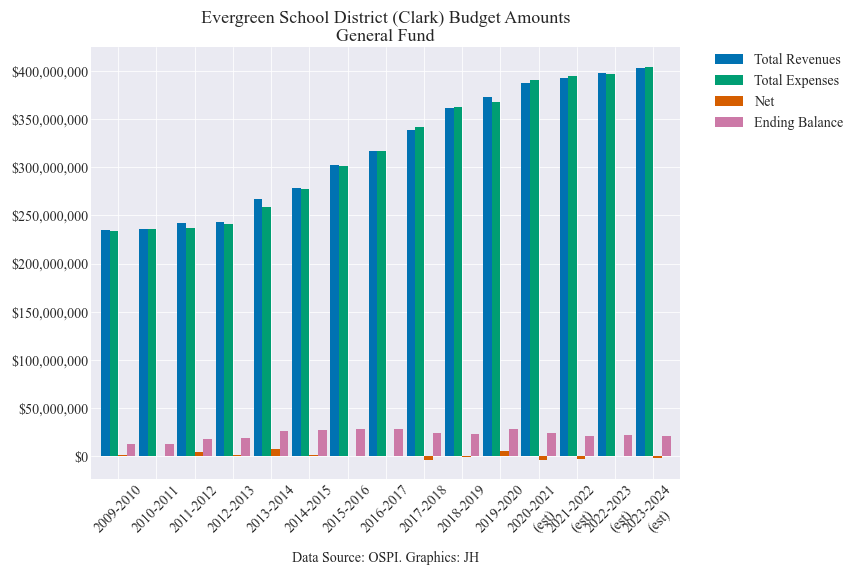 Evergreen School District (Clark) Budget Amounts
General Fund
Total Revenues
Total Expenses
Net
Ending Balance
$400,000,000
$350,000,000
$300,000,000
$250,000,000
$200,000,000
$150,000,000
$100,000,000
$50,000,000
$0
2009-2010
2010-2011
2011-2012
2012-2013
2013-2014
2014-2015
2015-2016
2016-2017
2017-2018
2018-2019
2019-2020
2020-2021
(est)
2021-2022
(est)
2022-2023
(est)
2023-2024
(est)
Data Source: OSPI. Graphics: JH